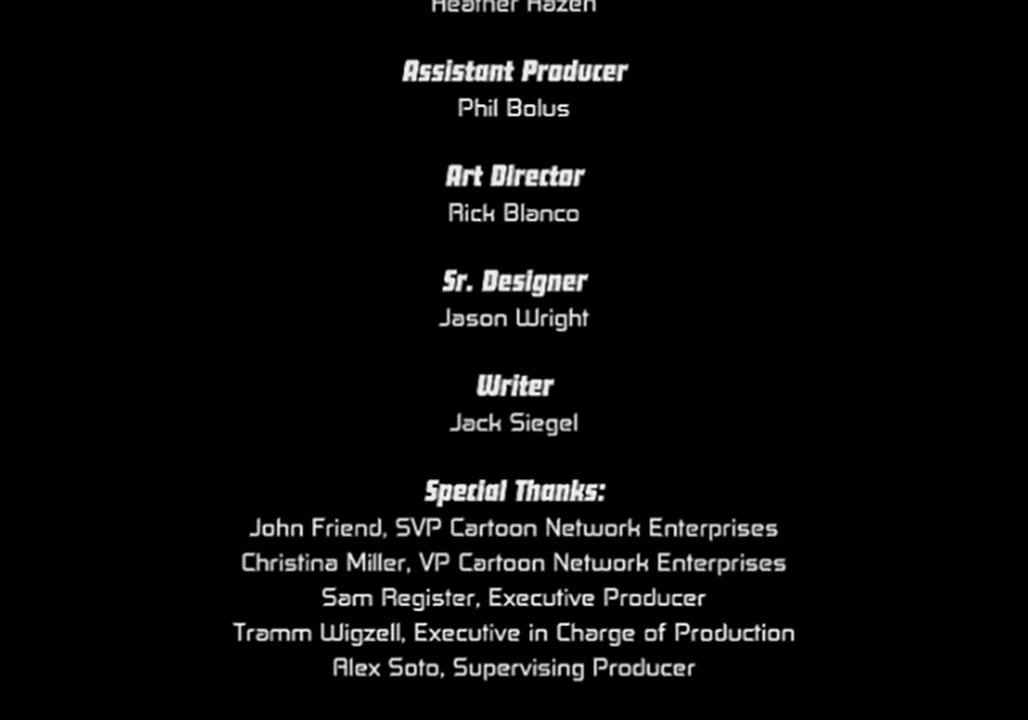 Heather Hazen
Assistant Producer
Phil Bolus
Art Director
Rick Blanco
Sr. Designer
Jason Wright
Writer
Jack Siegel
Special Thanks:
John Friend, SVP Cartoon Network Enterprises
Christina Miller, VP Cartoon Network Enterprises
Sam Register, Executive Producer
Tramm Wigzell, Executive in Charge of Production
Alex Soto, Supervising Producer